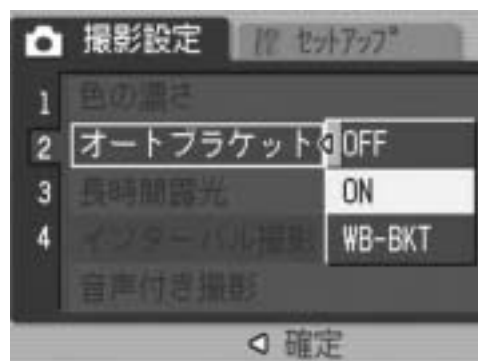 撮影設定 セットアップ
1 色の濃さ
2 オートブラケット OFF
3 長時間露光 ON
4 インターバル撮影 WB-BKT
音声付き撮影
確定